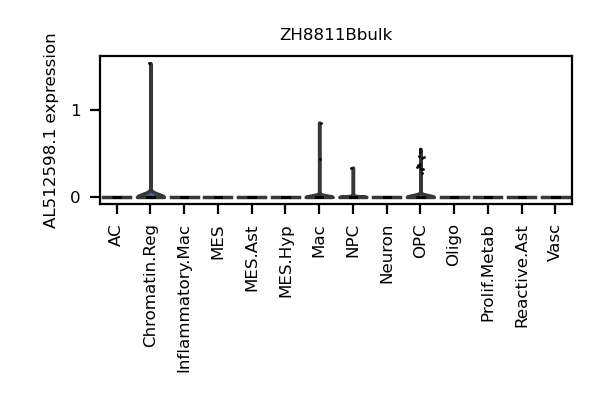 ZH8811Bbulk
AL512598.1 expression
1
0
AC
Chromatin.Reg
Inflammatory.Mac
MES
MES.Ast
MES.Hyp
Mac
NPC
Neuron
OPC
Oligo
Prolif.Metab
Reactive.Ast
Vasc